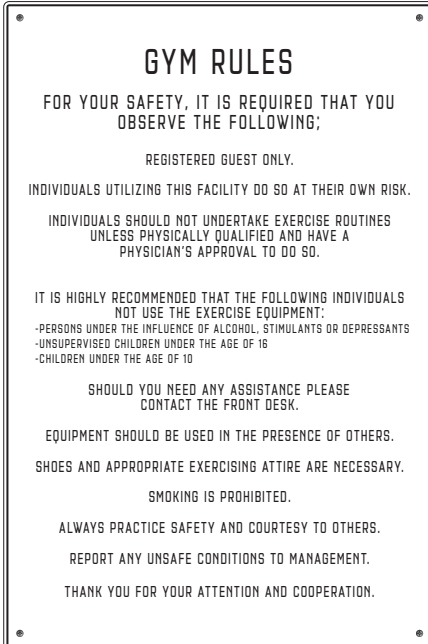 GYM RULES
FOR YOUR SAFETY, IT IS REQUIRED THAT YOU
OBSERVE THE FOLLOWING;
REGISTERED GUEST ONLY.
INDIVIDUALS UTILIZING THIS FACILITY DO SO AT THEIR OWN RISK.
INDIVIDUALS SHOULD NOT UNDERTAKE EXERCISE ROUTINES
UNLESS PHYSICALLY QUALIFIED AND HAVE A
PHYSICIAN'S APPROVAL TO DO SO.
IT IS HIGHLY RECOMMENDED THAT THE FOLLOWING INDIVIDUALS
NOT USE THE EXERCISE EQUIPMENT:
-PERSONS UNDER THE INFLUENCE OF ALCOHOL, STIMULANTS OR DEPRESSANTS
-UNSUPERVISED CHILDREN UNDER THE AGE OF 16
-CHILDREN UNDER THE AGE OF 10
SHOULD YOU NEED ANY ASSISTANCE PLEASE
CONTACT THE FRONT DESK.
EQUIPMENT SHOULD BE USED IN THE PRESENCE OF OTHERS.
SHOES AND APPROPRIATE EXERCISING ATTIRE ARE NECESSARY.
SMOKING IS PROHIBITED.
ALWAYS PRACTICE SAFETY AND COURTESY TO OTHERS.
REPORT ANY UNSAFE CONDITIONS TO MANAGEMENT.
THANK YOU FOR YOUR ATTENTION AND COOPERATION.